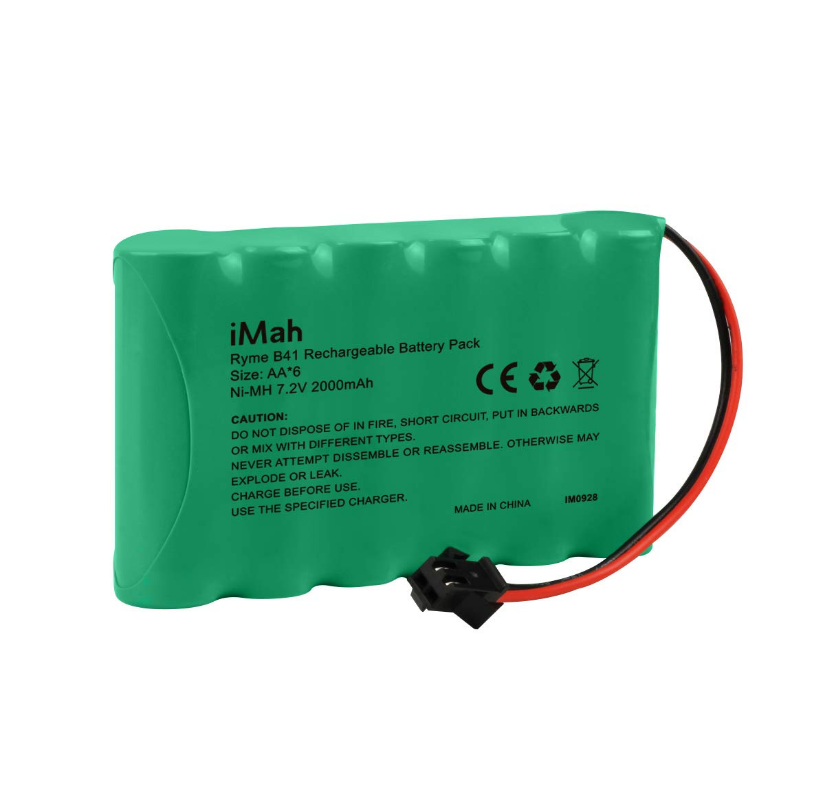 iMah
Ryme B41 Rechargeable Battery Pack
Size: AA*6
Ni-MH 7.2V 2000mAh
CE
CAUTION:
DO NOT DISPOSE OF IN FIRE, SHORT CIRCUIT, PUT IN BACKWARDS
OR MIX WITH DIFFERENT TYPES.
NEVER ATTEMPT DISSEMBLE OR REASSEMBLE. OTHERWISE MAY
EXPLODE OR LEAK.
CHARGE BEFORE USE.
USE THE SPECIFIED CHARGER.
MADE IN CHINA
IM0928